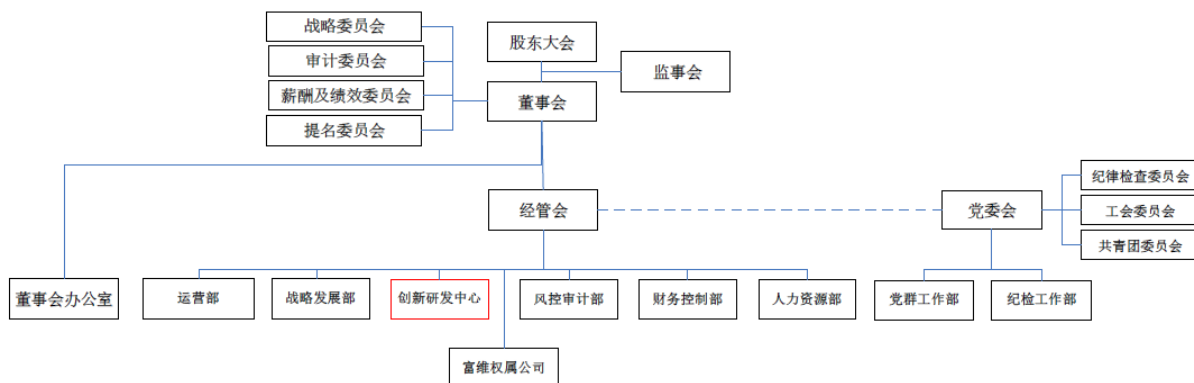 战略委员会
审计委员会
薪酬及绩效委员会
提名委员会
股东大会
监事会
董事会
经管会
党委会
纪律检查委员会
工会委员会
共青团委员会
董事会办公室
运营部
战略发展部
创新研发中心
风控审计部
财务控制部
人力资源部
党群工作部
纪检工作部
富维权属公司